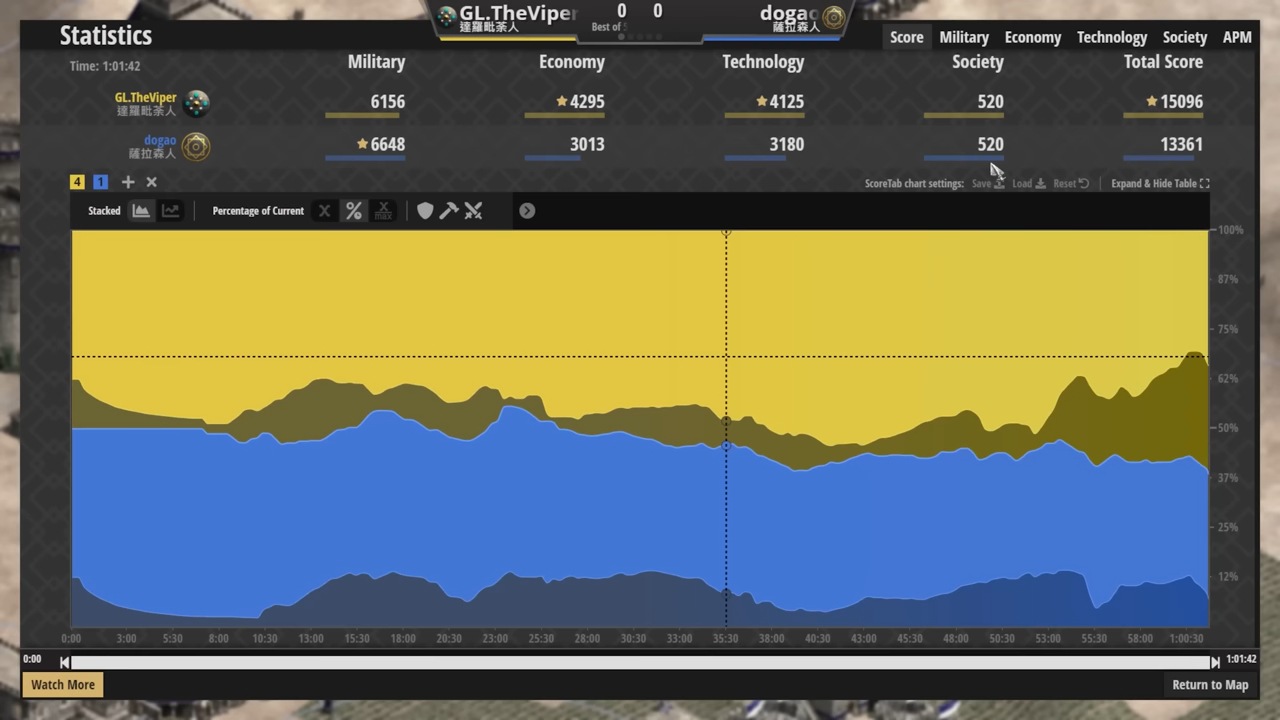 GL.TheViper 0 0 dogao
達羅毗荼人 Best of 薩拉森人
Statistics
Score Military Economy Technology Society APM
Time: 1:01:42
Military Economy Technology Society Total Score
GL.TheViper
達羅毗荼人
6156 4295 4125 520 15096
dogao
薩拉森人
6648 3013 3180 520 13361
4 1 + ×
ScoreTab chart settings: Save Load Reset Expand & Hide Table
Stacked Percentage of Current X % X max
100%
87%
75%
62%
50%
37%
25%
12%
0:00 3:00 5:30 8:00 10:30 13:00 15:30 18:00 20:30 23:00 25:30 28:00 30:30 33:00 35:30 38:00 40:30 43:00 45:30 48:00 50:30 53:00 55:30 58:00 1:00:30
0:00 1:01:42
Watch More Return to Map